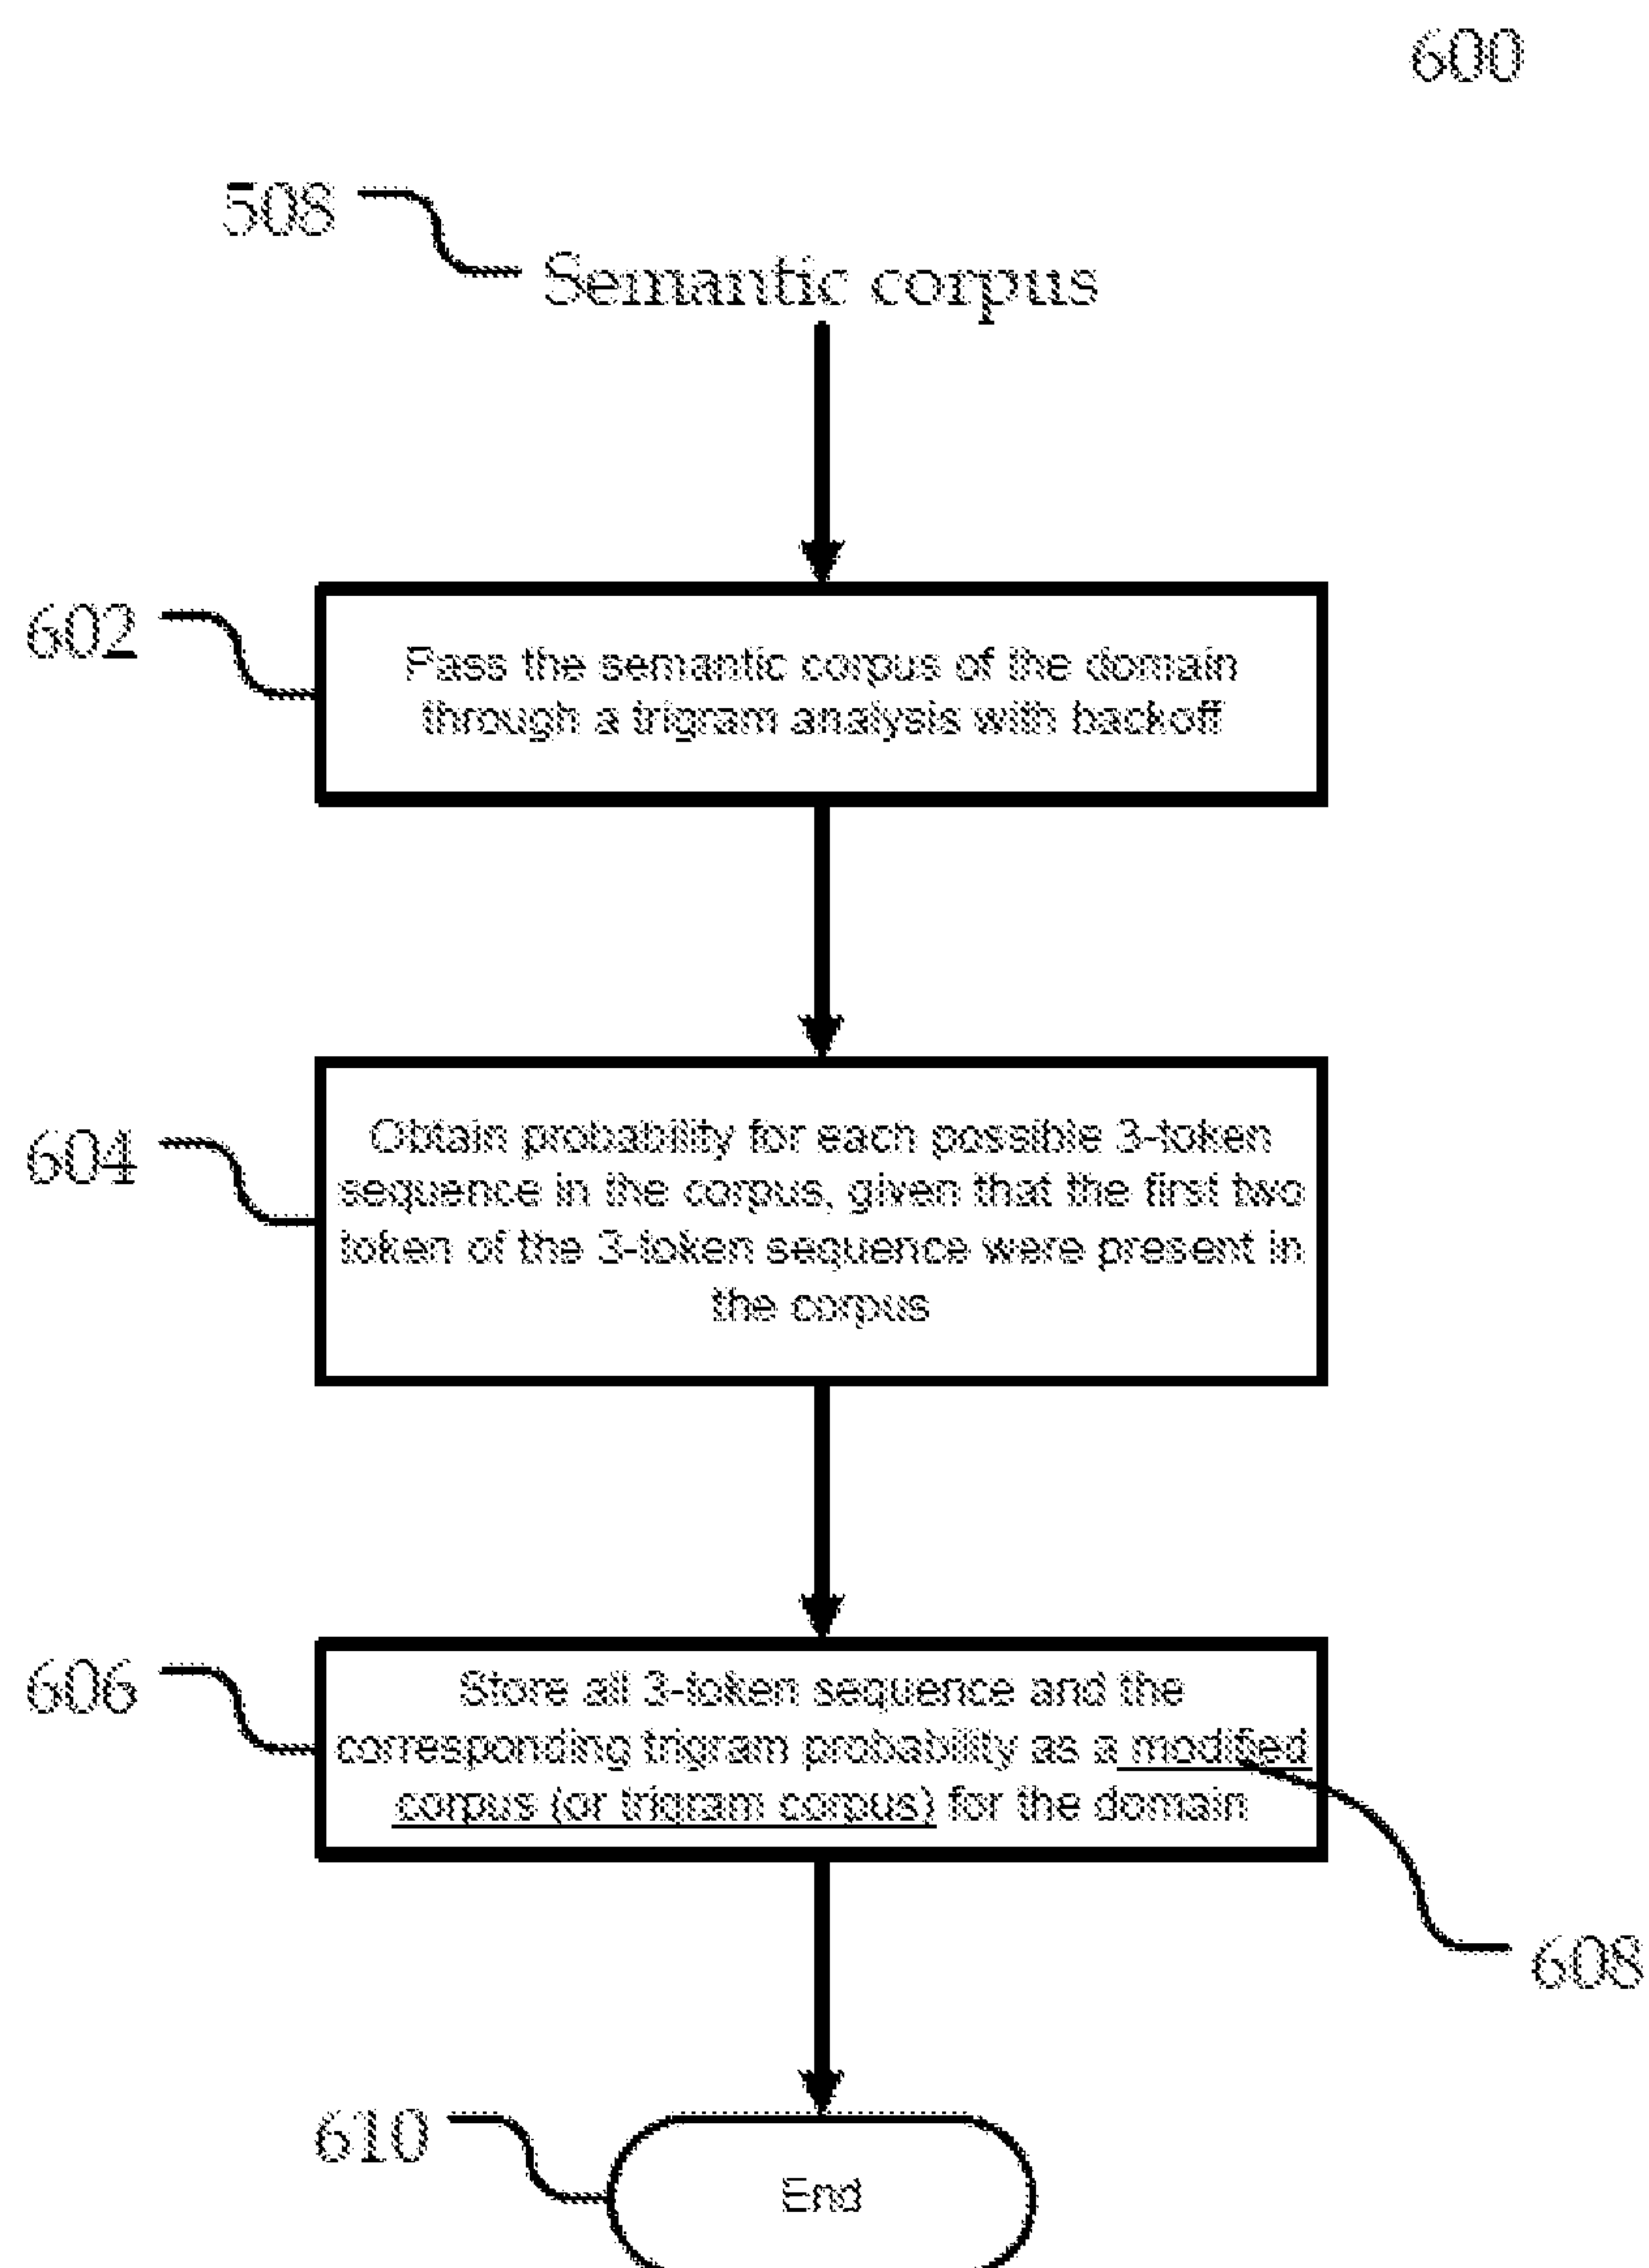 600
508
Semantic corpus
602
Pass the semantic corpus of the domain
through a trigram analysis with backoff
604
Obtain probability for each possible 3-token
sequence in the corpus, given that the first two
token of the 3-token sequence were present in
the corpus
606
Store all 3-token sequence and the
corresponding trigram probability as a modified
corpus (or trigram corpus) for the domain
608
610
End